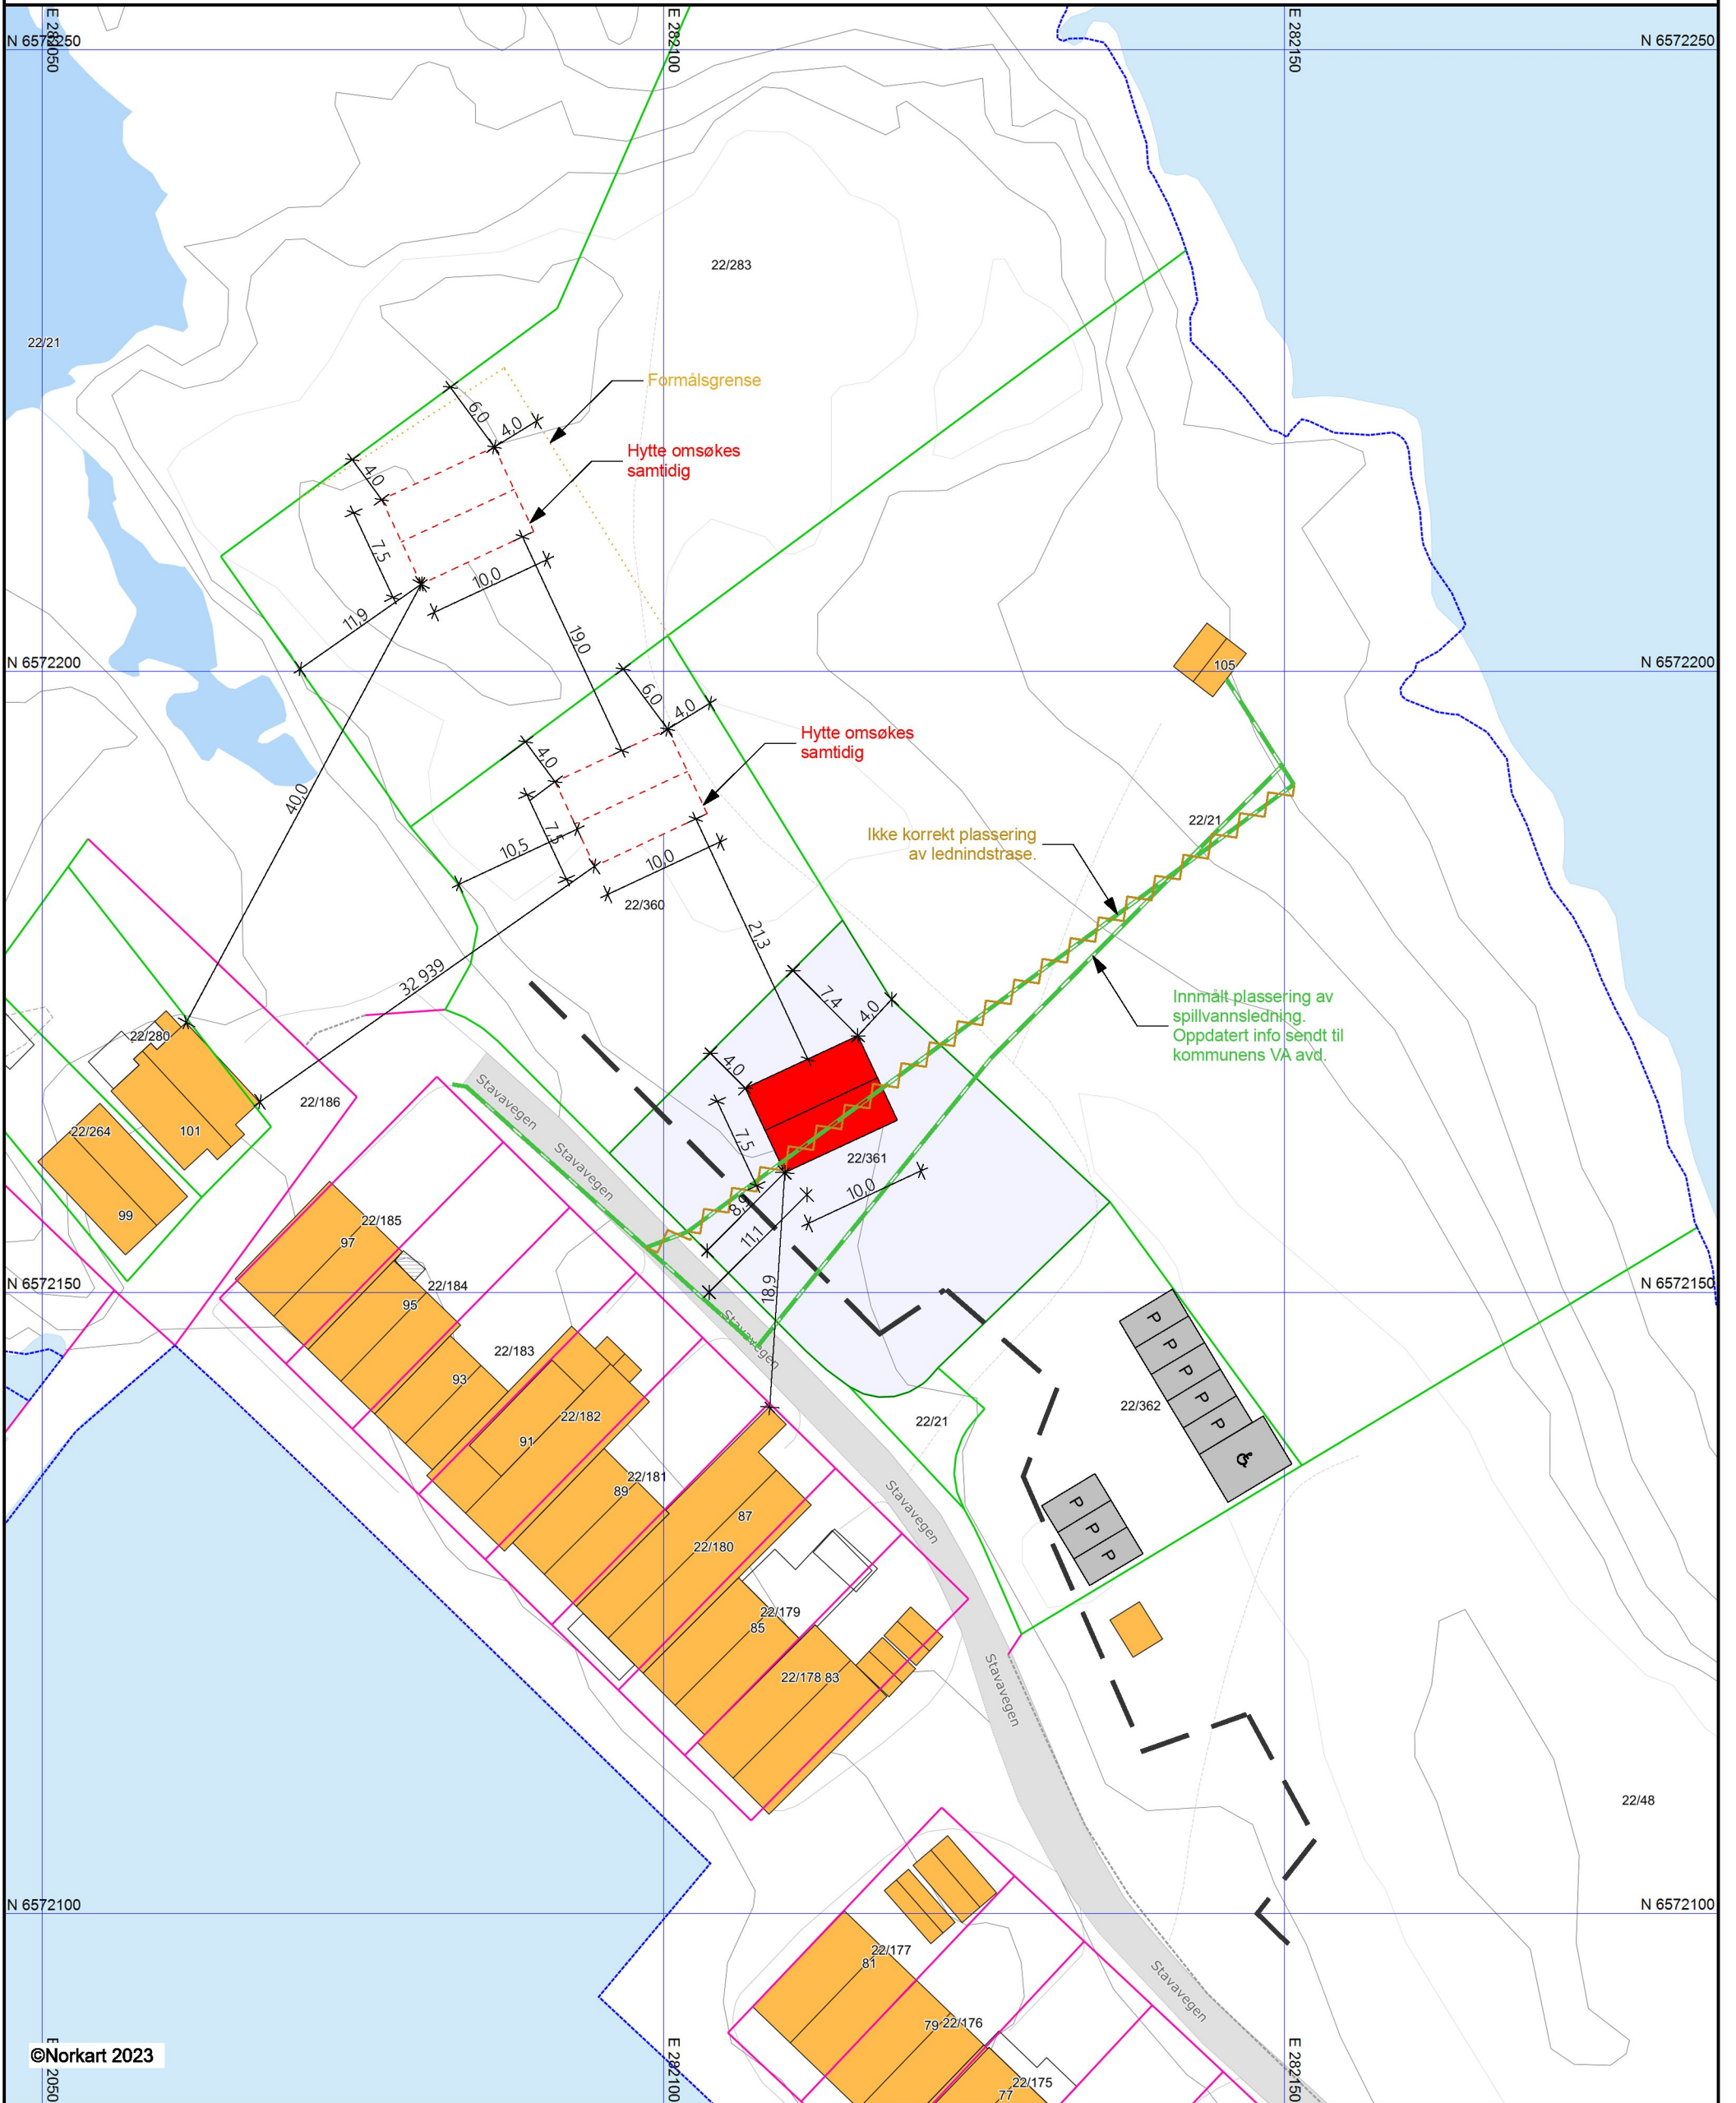 E 282050
E 282100
E 282150
N 6572250
N 6572250
22/283
22/21
Formålsgrense
6,0
4,0
Hytte omsøkes
samtidig
4,0
7,5
10,0
11,9
19,0
N 6572200
N 6572200
105
6,0
4,0
Hytte omsøkes
samtidig
4,0
40,0
7,5
10,5
10,0
22/21
Ikke korrekt plassering
av lednindstrase.
22/360
21,3
32 939
7,4
4,0
Innmålt plassering av
spillvannsledning.
Oppdatert info sendt til
kommunens VA avd.
22/280
4,0
22/186
Stavavegen
22/264
101
7,5
22/361
Stavavegen
10,0
99
8,9
22/185
11,1
97
18,9
22/184
N 6572150
N 6572150
95
P
P
P
P
P
Stavavegen
22/183
93
22/362
22/182
22/21
91
22/181
89
Stavavegen
P
P
P
87
22/180
22/179
85
22/178 83
Stavavegen
22/48
N 6572100
N 6572100
22/177
81
Stavavegen
79 22/176
©Norkart 2023
22/175
77
E 282050
E 282100
E 282150